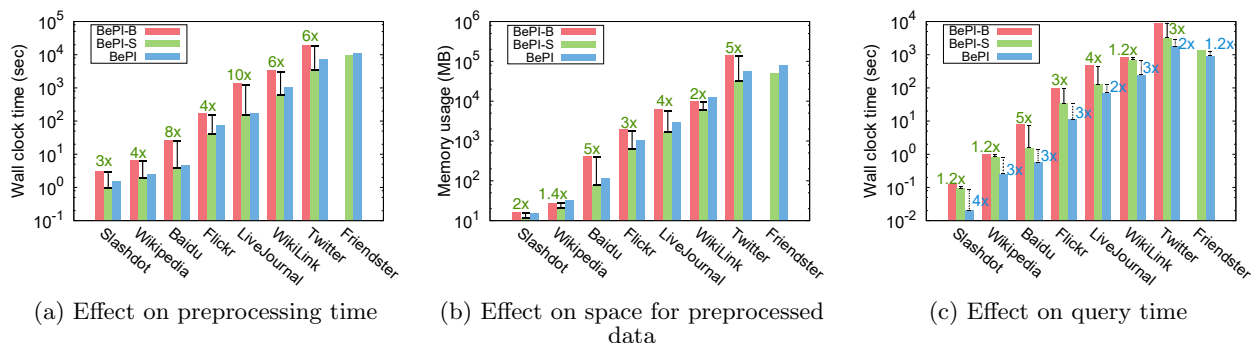 Wall clock time (sec)
10^5
10^4
10^3
10^2
10^1
10^0
10^-1
BePI-B
BePI-S
BePI
3x
4x
8x
4x
10x
6x
6x
Slashdot
Wikipedia
Baidu
Flickr
LiveJournal
WikiLink
Twitter
Friendster
(a) Effect on preprocessing time
Memory usage (MB)
10^6
10^5
10^4
10^3
10^2
10^1
BePI-B
BePI-S
BePI
2x
1.4x
5x
3x
4x
2x
5x
Slashdot
Wikipedia
Baidu
Flickr
LiveJournal
WikiLink
Twitter
Friendster
(b) Effect on space for preprocessed
data
Wall clock time (sec)
10^4
10^3
10^2
10^1
10^0
10^-1
10^-2
BePI-B
BePI-S
BePI
1.2x
4x
1.2x
3x
5x
3x
3x
3x
4x
2x
1.2x
3x
3x
2x
1.2x
Slashdot
Wikipedia
Baidu
Flickr
LiveJournal
WikiLink
Twitter
Friendster
(c) Effect on query time